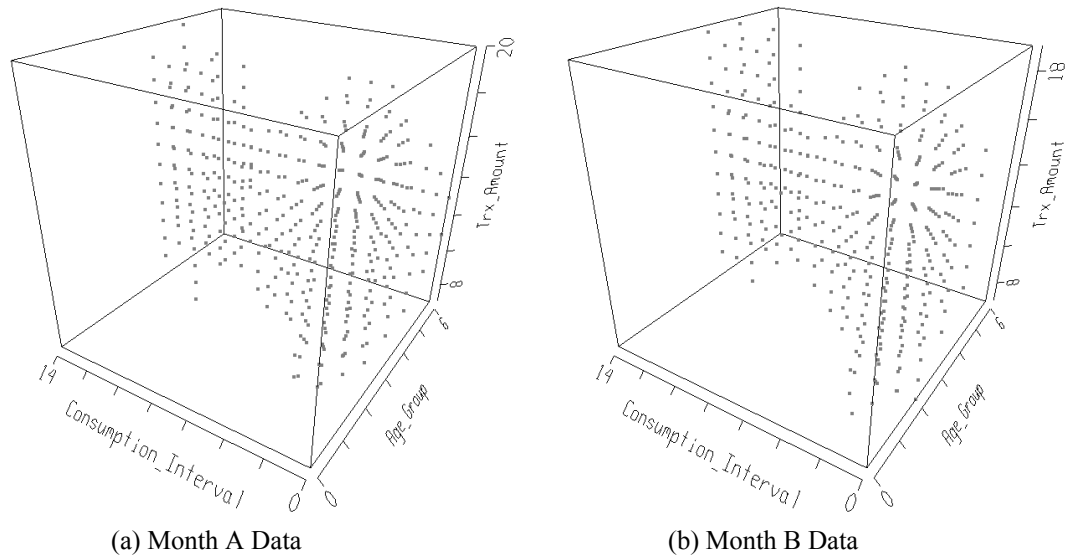 20
Trx_Amount
8
6
Age_Group
0
14
Consumption_Interval
0
(a) Month A Data
18
Trx_Amount
8
6
Age_Group
0
14
Consumption_Interval
0
(b) Month B Data